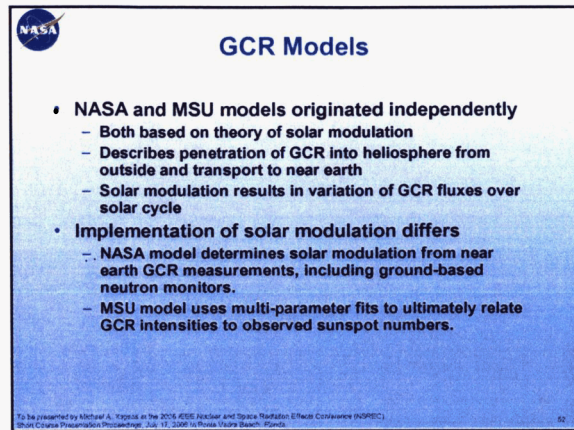 NASA
GCR Models
• NASA and MSU models originated independently
– Both based on theory of solar modulation
– Describes penetration of GCR into heliosphere from
outside and transport to near earth
– Solar modulation results in variation of GCR fluxes over
solar cycle
• Implementation of solar modulation differs
– NASA model determines solar modulation from near
earth GCR measurements, including ground-based
neutron monitors.
– MSU model uses multi-parameter fits to ultimately relate
GCR intensities to observed sunspot numbers.
To be presented by Michael A. Xapsos at the 2006 IEEE Nuclear and Space Radiation Effects Conference (NSREC)
Short Course Presentation Proceedings, July 17, 2006 in Ponte Vedra Beach, Florida
52